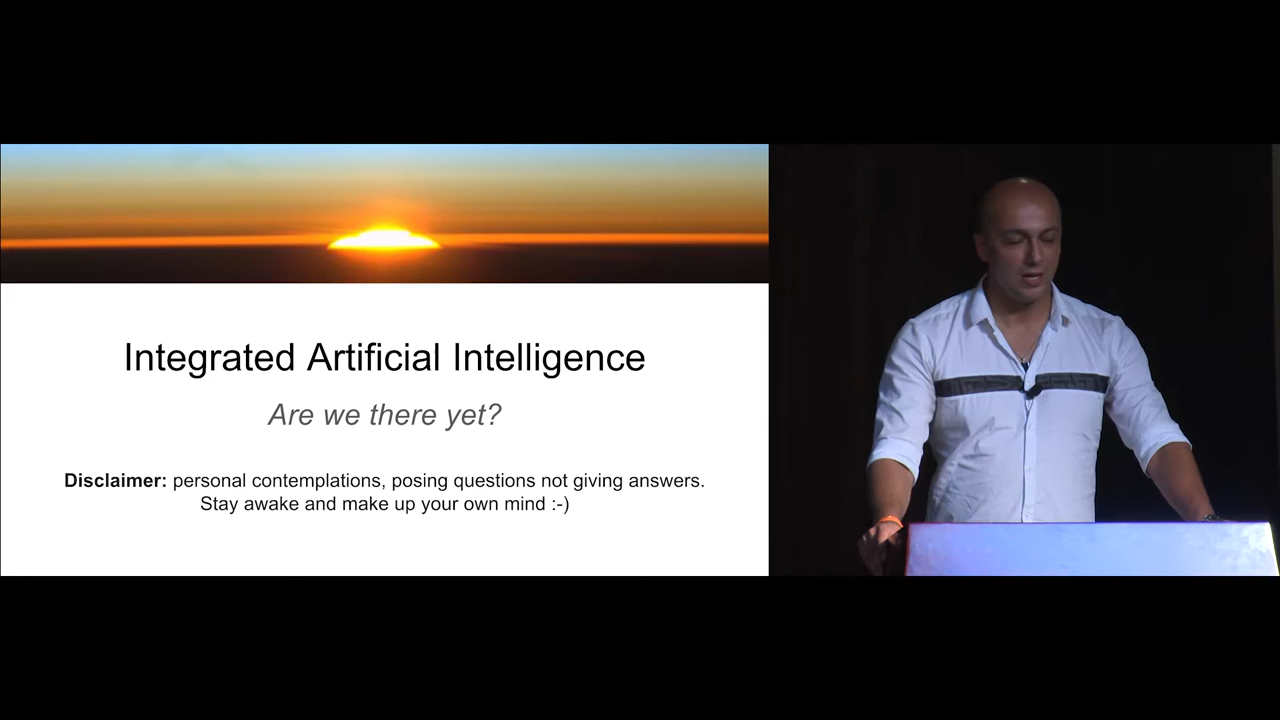 Integrated Artificial Intelligence
Are we there yet?
Disclaimer: personal contemplations, posing questions not giving answers.
Stay awake and make up your own mind :-)